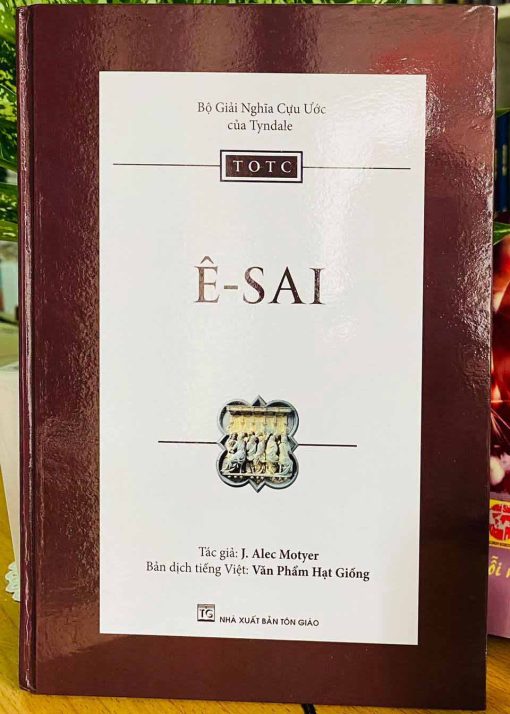 Bộ Giải Nghĩa Cựu Ước
của Tyndale
TOTC
Ê-SAI
Tác giả: J. Alec Motyer
Bản dịch tiếng Việt: Văn Phẩm Hạt Giống
TG NHÀ XUẤT BẢN TÔN GIÁO